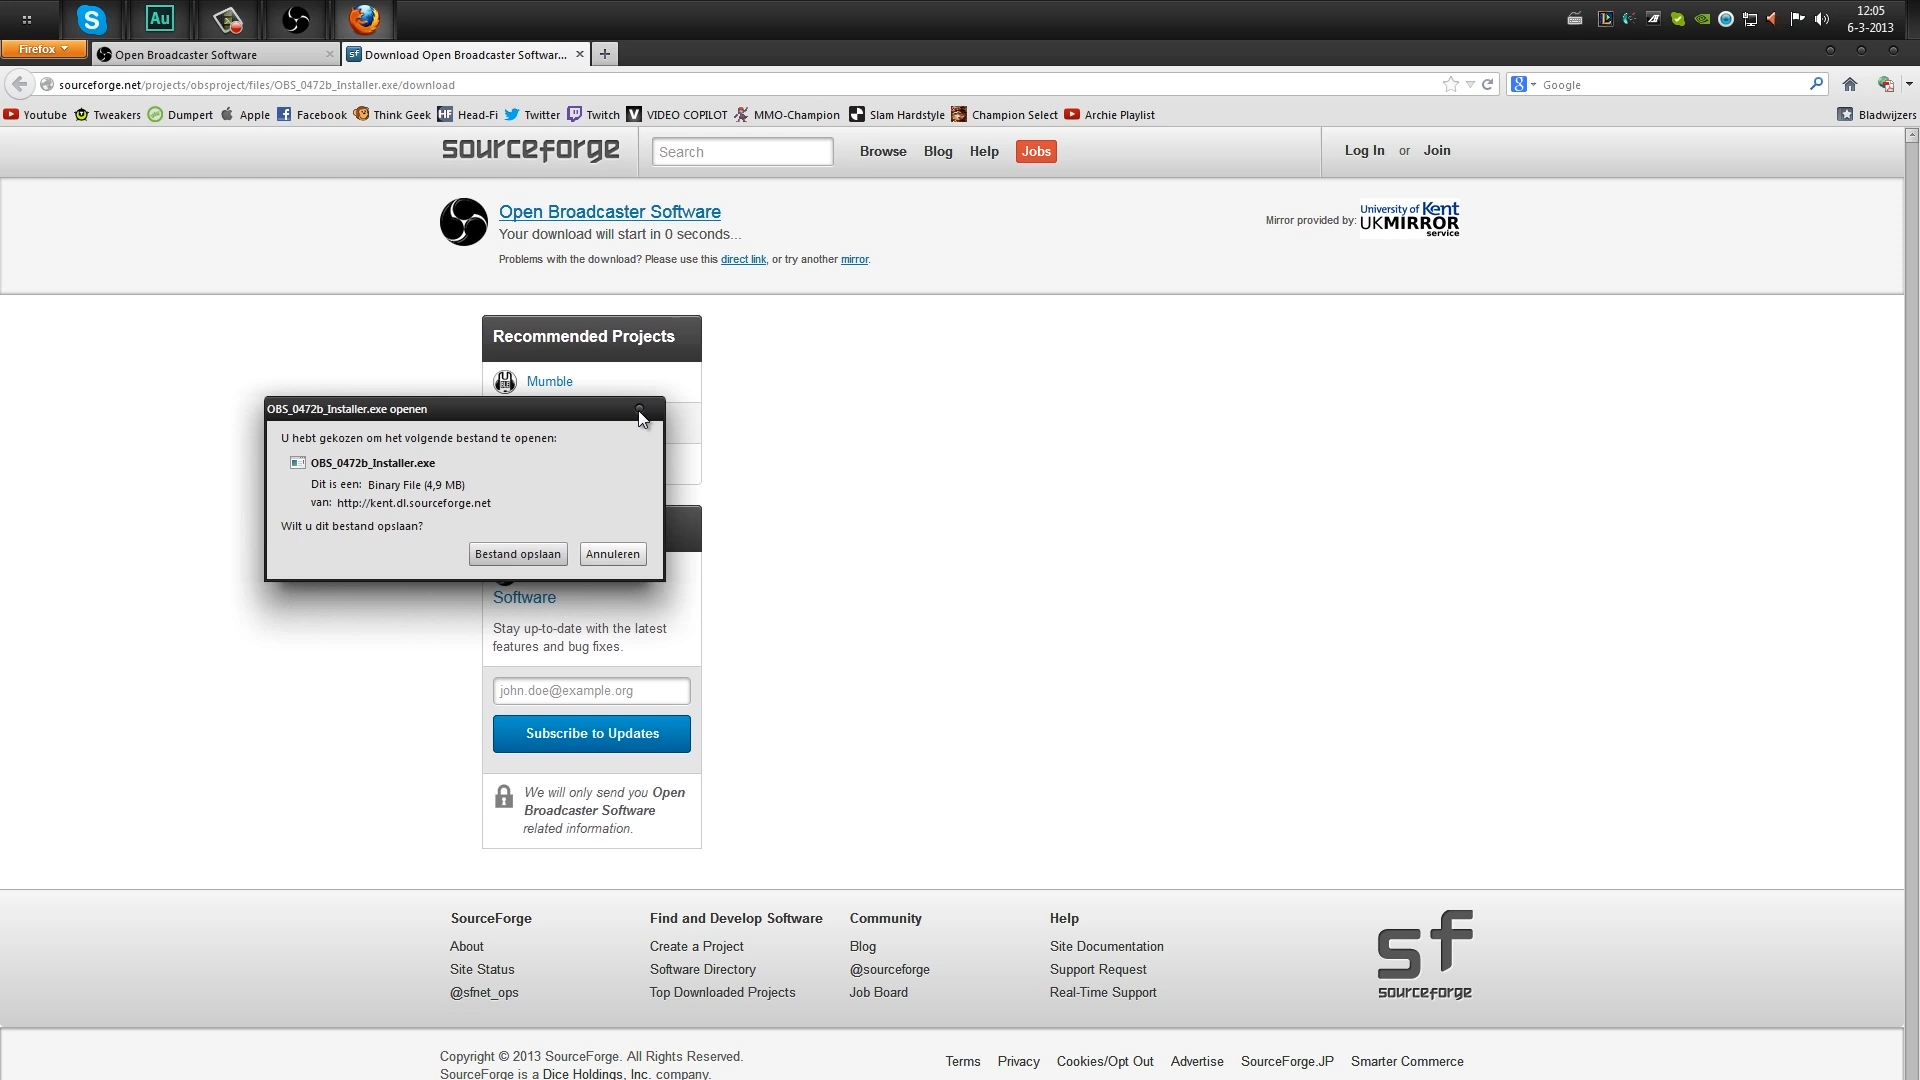 Au
12:05
6-3-2013
Firefox
Open Broadcaster Software
Download Open Broadcaster Softwar...
sourceforge.net/projects/obsproject/files/OBS_0472b_Installer.exe/download
Google
Youtube Tweakers Dumpert Apple Facebook Think Geek Head-Fi Twitter Twitch VIDEO COPILOT MMO-Champion Slam Hardstyle Champion Select Archie Playlist Bladwijzers
sourceforge
Search
Browse Blog Help Jobs
Log In or Join
Open Broadcaster Software
Your download will start in 0 seconds...
Problems with the download? Please use this direct link, or try another mirror.
Mirror provided by:
University of Kent
UKMIRROR
service
Recommended Projects
Mumble
OBS_0472b_Installer.exe openen
U hebt gekozen om het volgende bestand te openen:
OBS_0472b_Installer.exe
Dit is een: Binary File (4,9 MB)
van: http://kent.dl.sourceforge.net
Wilt u dit bestand opslaan?
Bestand opslaan
Annuleren
Software
Stay up-to-date with the latest
features and bug fixes.
john.doe@example.org
Subscribe to Updates
We will only send you Open
Broadcaster Software
related information.
SourceForge
About
Site Status
@sfnet_ops
Find and Develop Software
Create a Project
Software Directory
Top Downloaded Projects
Community
Blog
@sourceforge
Job Board
Help
Site Documentation
Support Request
Real-Time Support
sf
sourceforge
Copyright © 2013 SourceForge. All Rights Reserved.
SourceForge is a Dice Holdings, Inc. company.
Terms Privacy Cookies/Opt Out Advertise SourceForge.JP Smarter Commerce